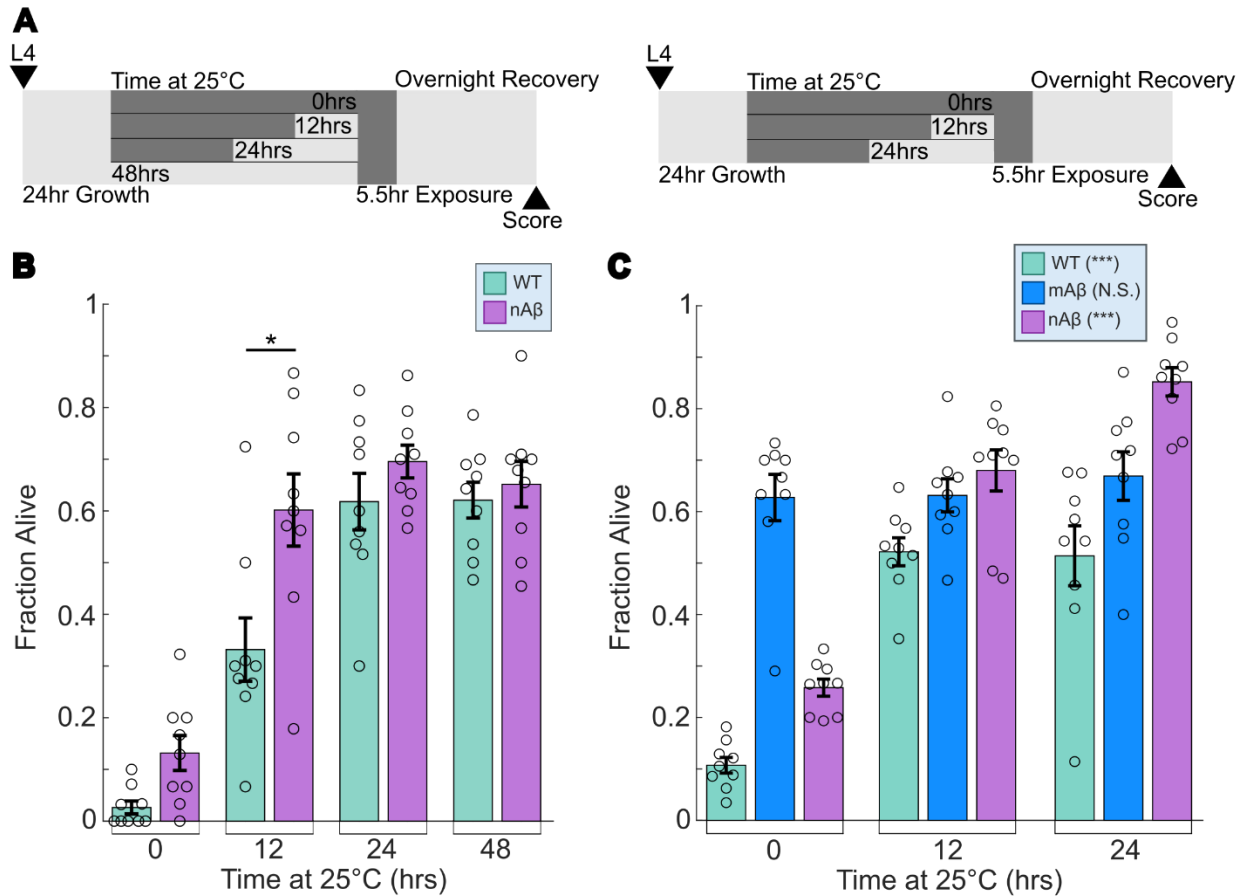 A
L4
Time at 25°C
Overnight Recovery
0hrs
12hrs
24hrs
48hrs
24hr Growth
5.5hr Exposure
Score
L4
Time at 25°C
Overnight Recovery
0hrs
12hrs
24hrs
24hr Growth
5.5hr Exposure
Score
B
WT
nAβ
*
Fraction Alive
1
0.8
0.6
0.4
0.2
0
0 12 24 48
Time at 25°C (hrs)
C
WT (***)
mAβ (N.S.)
nAβ (***)
Fraction Alive
1
0.8
0.6
0.4
0.2
0
0 12 24
Time at 25°C (hrs)